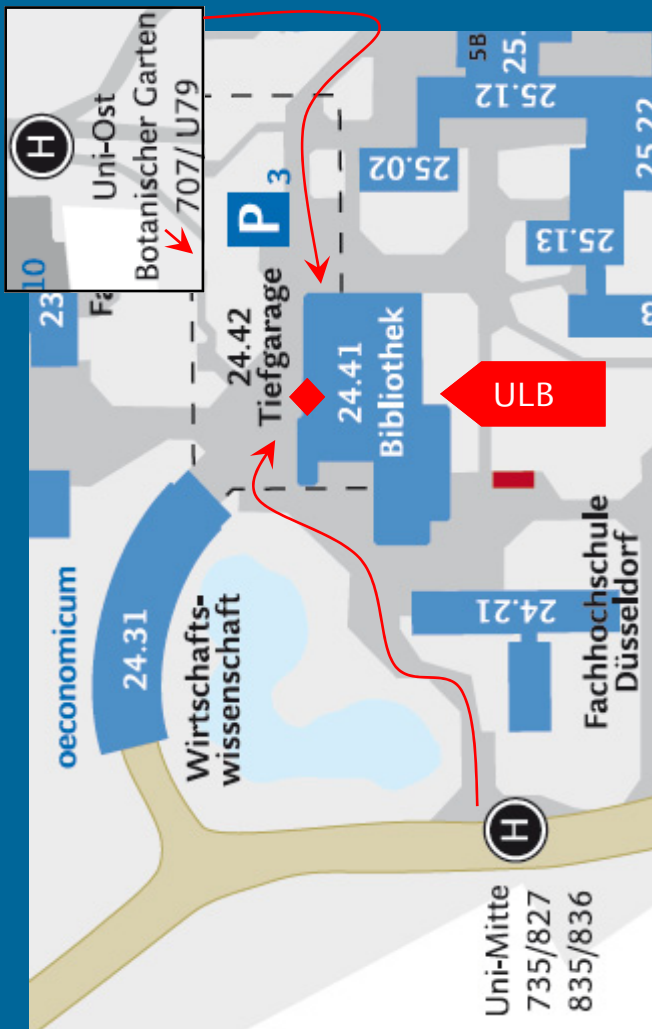 H
Uni-Ost
Botanischer Garten
707/ U79
10
23
Fa
P
3
24.42
Tiefgarage
24.41
Bibliothek
ULB
5B
25.
25.12
25.22
25.02
25.13
oeconomicum
24.31
Wirtschafts-
wissenschaft
24.21
Fachhochschule
Düsseldorf
H
Uni-Mitte
735/827
835/836